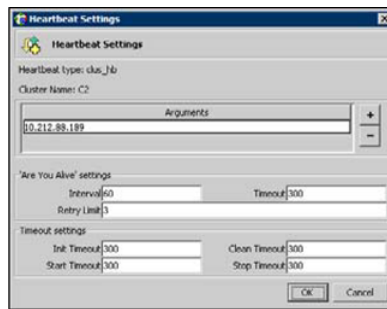 Heartbeat Settings
Heartbeat Settings
Heartbeat type: clus_hb
Cluster Name: C2
Arguments
10.212.88.189
+
-
'Are You Alive' settings
Interval 60 Timeout 300
Retry Limit 3
Timeout settings
Init Timeout 300 Clean Timeout 300
Start Timeout 300 Stop Timeout 300
OK Cancel